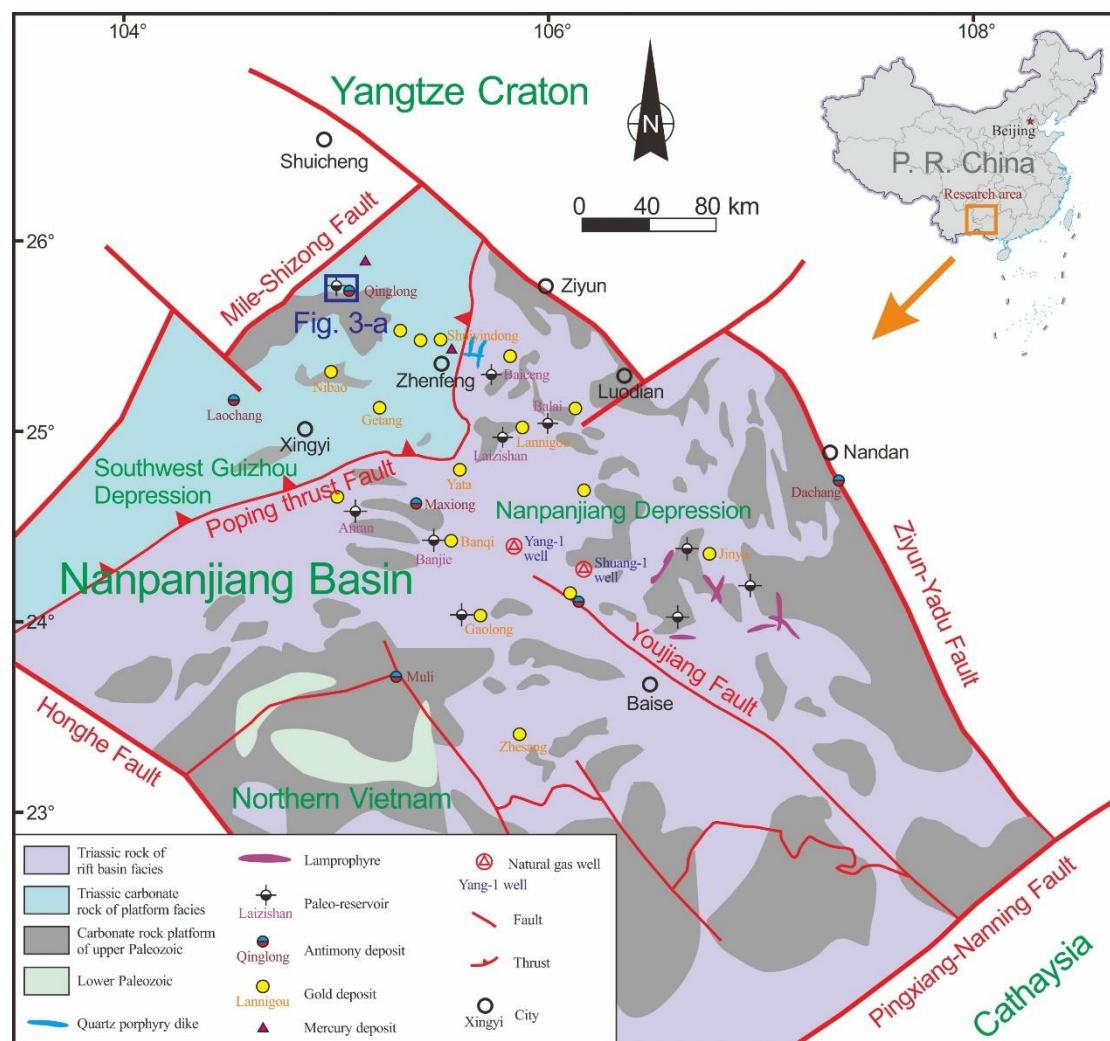 104°
106°
108°
Yangtze Craton
N
Beijing
P. R. China
Research area
Shuicheng
0 40 80 km
26°
Mile-Shizong Fault
Qinglong
Fig. 3-a
Ziyun
Shuiyindong
Zhenfeng
Baiceng
Nibao
Luodian
Laochang
Getang
Balai
Lannigou
25°
Xingyi
Laizishan
Nandan
Southwest Guizhou
Depression
Yata
Dachang
Poping thrust Fault
Maxiong
Nanpanjiang Depression
Banqi
Banjie
Yang-1
well
Shuang-1
well
Jinya
Nanpanjiang Basin
Ziyun-Yadu Fault
24°
Gaolong
Youjiang Fault
Muli
Baise
Honghe Fault
Zhesang
Northern Vietnam
23°
Pingxiang-Nanning Fault
Cathaysia
Triassic rock of
rift basin facies
Triassic carbonate
rock of platform facies
Carbonate rock platform
of upper Paleozoic
Lower Paleozoic
Quartz porphyry dike
Lamprophyre
Laizishan
Paleo-reservoir
Qinglong
Antimony deposit
Lannigou
Gold deposit
Mercury deposit
Natural gas well
Yang-1 well
Fault
Thrust
Xingyi
City